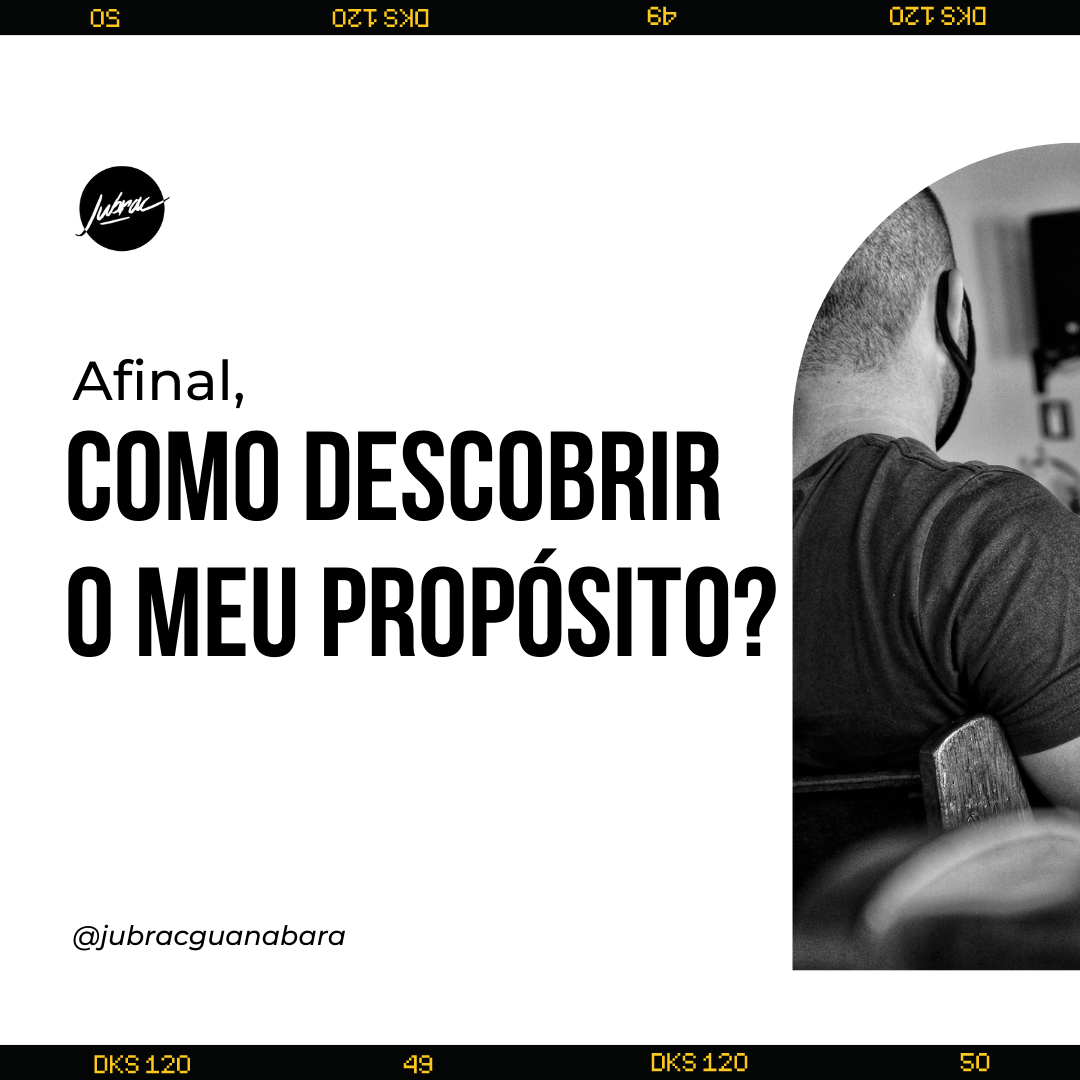 50 DKS 120 49 DKS 120
Jubrac
Afinal,
COMO DESCOBRIR
O MEU PROPÓSITO?
@jubracguanabara
DKS 120 49 DKS 120 50